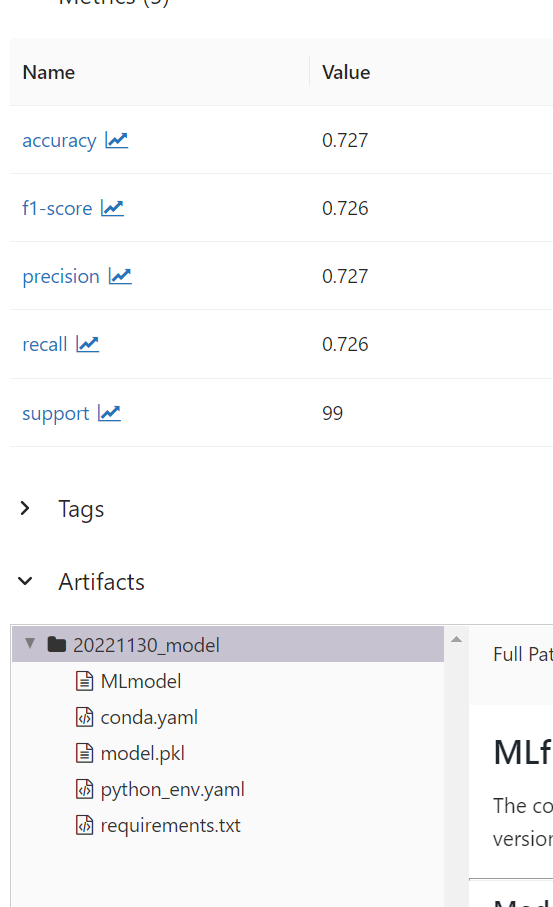 Metrics (5)
Name Value
accuracy 0.727
f1-score 0.726
precision 0.727
recall 0.726
support 99
Tags
Artifacts
20221130_model
MLmodel
conda.yaml
model.pkl
python_env.yaml
requirements.txt
Full Pat
MLf
The co
version
Mod